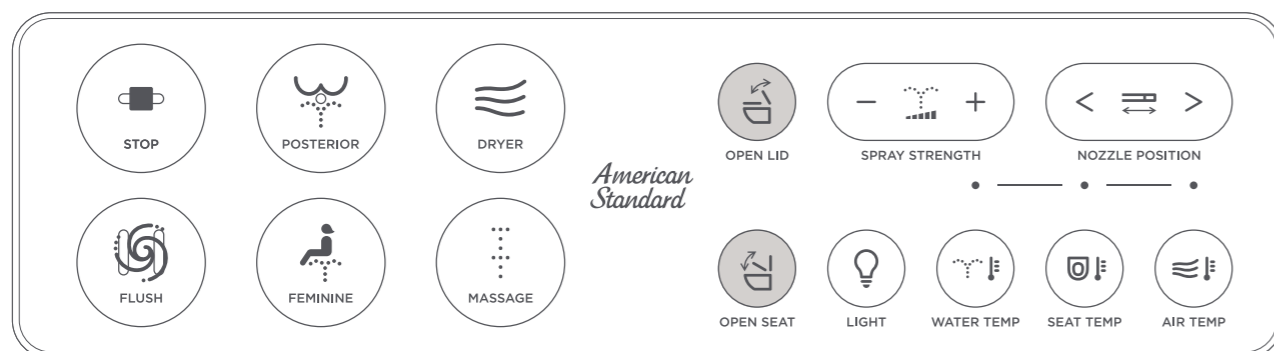 STOP
POSTERIOR
DRYER
OPEN LID
SPRAY STRENGTH
NOZZLE POSITION
American
Standard
FLUSH
FEMININE
MASSAGE
OPEN SEAT
LIGHT
WATER TEMP
SEAT TEMP
AIR TEMP